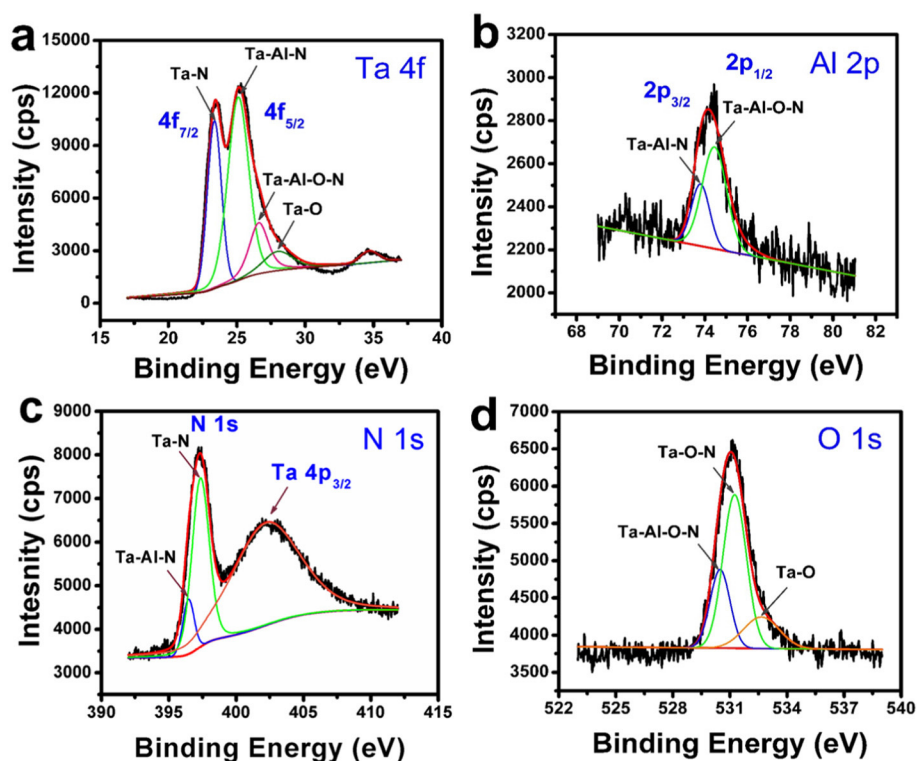 a
Ta 4f
Ta-N
Ta-Al-N
4f7/2
4f5/2
Ta-Al-O-N
Ta-O
Intensity (cps)
15000
12000
9000
6000
3000
0
15 20 25 30 35 40
Binding Energy (eV)
b
Al 2p
2p1/2
2p3/2
Ta-Al-O-N
Ta-Al-N
Intensity (cps)
3200
3000
2800
2600
2400
2200
2000
68 70 72 74 76 78 80 82
Binding Energy (eV)
c
N 1s
N 1s
Ta-N
Ta 4p3/2
Ta-Al-N
Intesnity (cps)
9000
8000
7000
6000
5000
4000
3000
390 395 400 405 410 415
Binding Energy (eV)
d
O 1s
Ta-O-N
Ta-Al-O-N
Ta-O
Intensity (cps)
7000
6500
6000
5500
5000
4500
4000
3500
522 525 528 531 534 537 540
Binding Energy (eV)